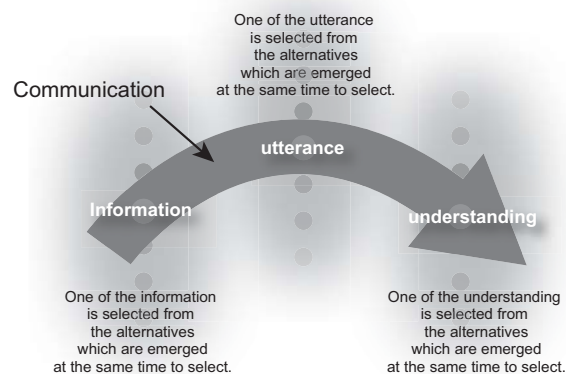 One of the utterance
is selected from
the alternatives
which are emerged
at the same time to select.
Communication
utterance
Information
understanding
One of the information
is selected from
the alternatives
which are emerged
at the same time to select.
One of the understanding
is selected from
the alternatives
which are emerged
at the same time to select.